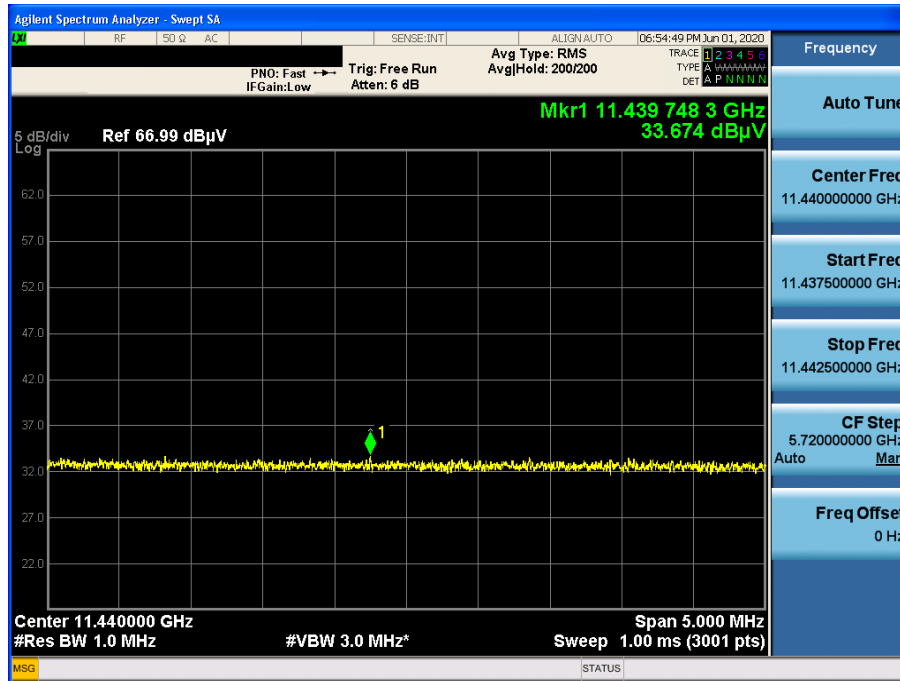 Agilent Spectrum Analyzer - Swept SA
LXI RF 50 Ω AC SENSE:INT ALIGN AUTO 06:54:49 PM Jun 01, 2020
PNO: Fast Trig: Free Run Avg Type: RMS TRACE 1 2 3 4 5 6
IFGain:Low Atten: 6 dB Avg|Hold: 200/200 TYPE A WWWWW
DET A P N N N N
Mkr1 11.439 748 3 GHz
33.674 dBµV
5 dB/div Ref 66.99 dBµV
Log
62.0
57.0
52.0
47.0
42.0
37.0
1
32.0
27.0
22.0
Center 11.440000 GHz Span 5.000 MHz
#Res BW 1.0 MHz #VBW 3.0 MHz* Sweep 1.00 ms (3001 pts)
MSG STATUS
Frequency
Auto Tune
Center Freq
11.440000000 GHz
Start Freq
11.437500000 GHz
Stop Freq
11.442500000 GHz
CF Step
5.720000000 GHz
Auto Man
Freq Offset
0 Hz